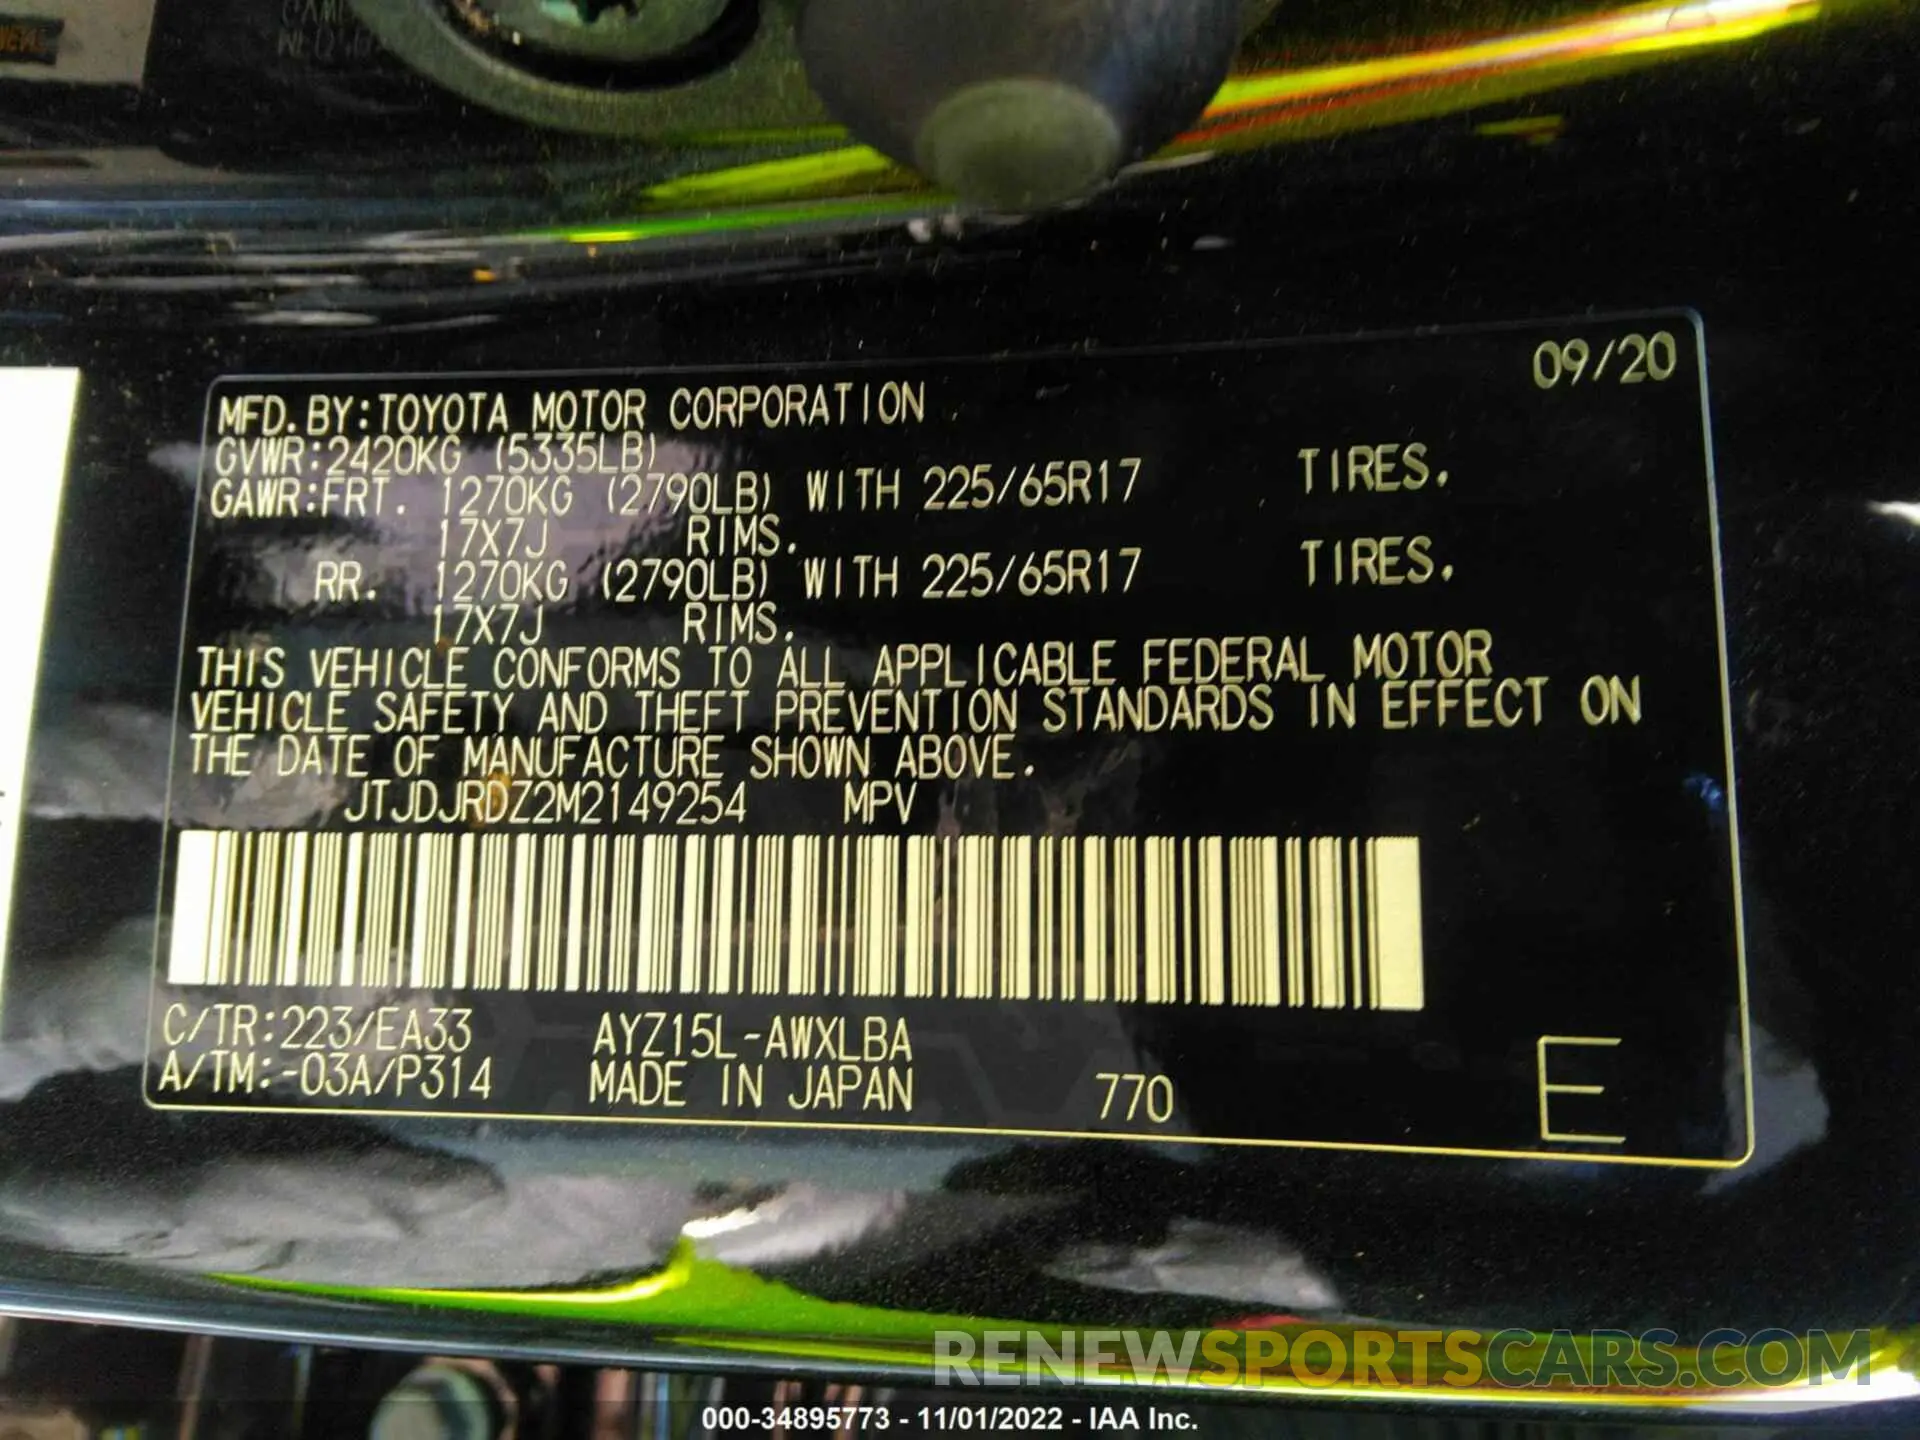 09/20
MFD.BY:TOYOTA MOTOR CORPORATION
GVWR:2420KG (5335LB)
GAWR:FRT. 1270KG (2790LB) WITH 225/65R17 TIRES.
17X7J RIMS.
RR. 1270KG (2790LB) WITH 225/65R17 TIRES.
17X7J RIMS.
THIS VEHICLE CONFORMS TO ALL APPLICABLE FEDERAL MOTOR
VEHICLE SAFETY AND THEFT PREVENTION STANDARDS IN EFFECT ON
THE DATE OF MANUFACTURE SHOWN ABOVE.
JTJDJRDZ2M2149254 MPV
C/TR:223/EA33 AYZ15L-AWXLBA
A/TM:-03A/P314 MADE IN JAPAN 770 E
RENEWSPORTSCARS.COM
000-34895773 - 11/01/2022 - IAA Inc.